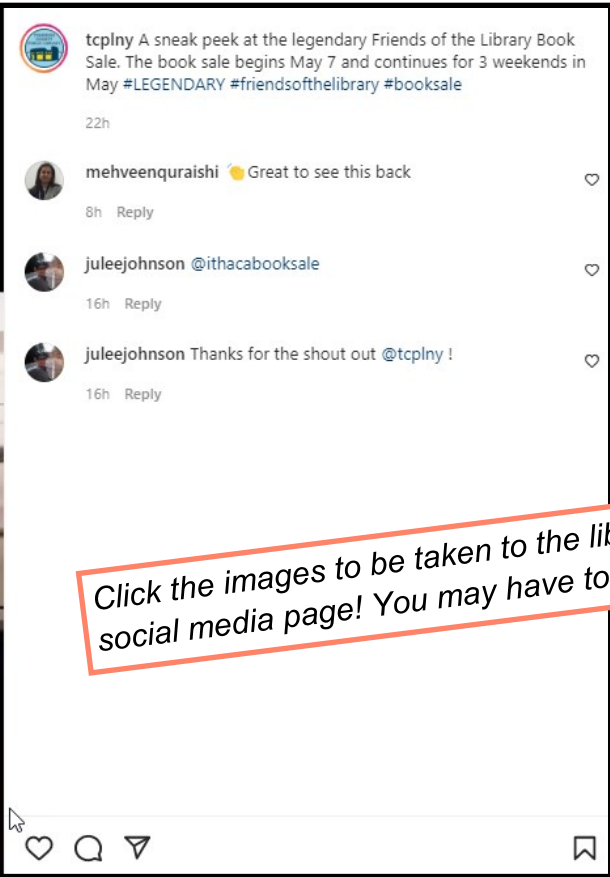 tcplny A sneak peek at the legendary Friends of the Library Book
Sale. The book sale begins May 7 and continues for 3 weekends in
May #LEGENDARY #friendsofthelibrary #booksale
22h
mehveenquraishi 👏Great to see this back
8h Reply
juleejohnson @ithacabooksale
16h Reply
juleejohnson Thanks for the shout out @tcplny !
16h Reply
Click the images to be taken to the lib
social media page! You may have to